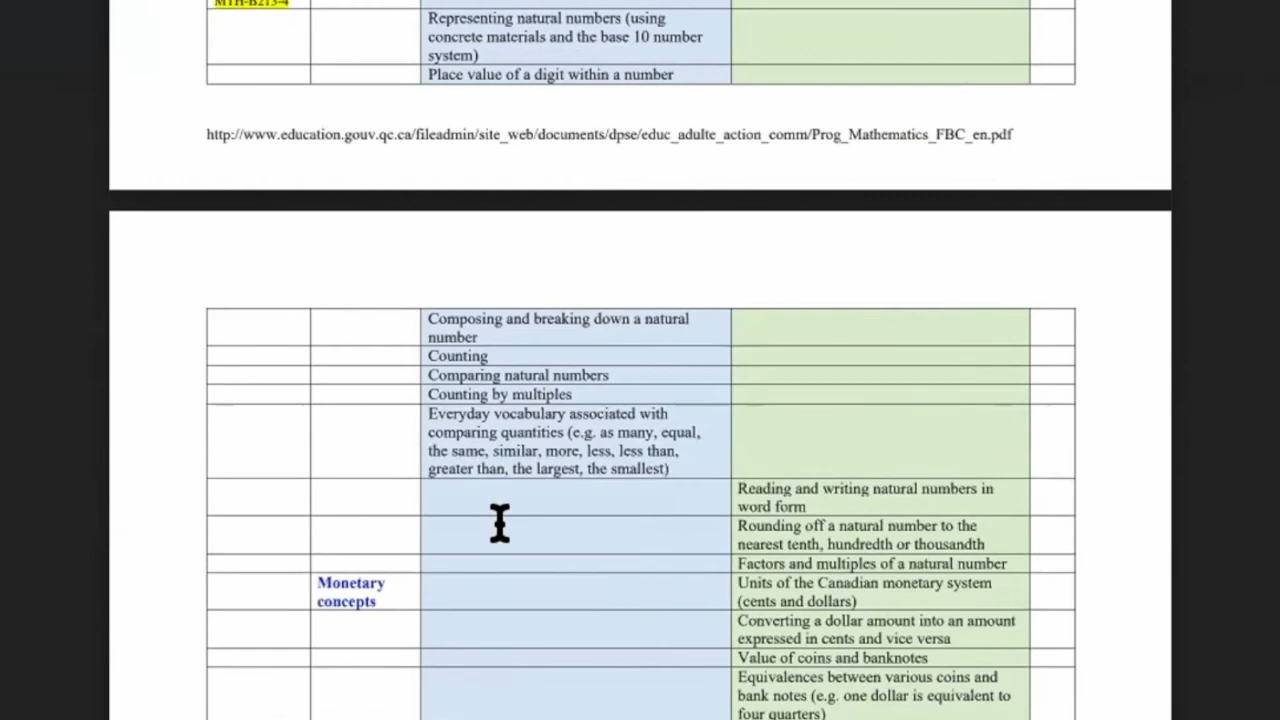 MTH-B213-4
Representing natural numbers (using
concrete materials and the base 10 number
system)
Place value of a digit within a number
http://www.education.gouv.qc.ca/fileadmin/site_web/documents/dpse/educ_adulte_action_comm/Prog_Mathematics_FBC_en.pdf
Composing and breaking down a natural
number
Counting
Comparing natural numbers
Counting by multiples
Everyday vocabulary associated with
comparing quantities (e.g. as many, equal,
the same, similar, more, less, less than,
greater than, the largest, the smallest)
Reading and writing natural numbers in
word form
Rounding off a natural number to the
nearest tenth, hundredth or thousandth
Factors and multiples of a natural number
Monetary
concepts
Units of the Canadian monetary system
(cents and dollars)
Converting a dollar amount into an amount
expressed in cents and vice versa
Value of coins and banknotes
Equivalences between various coins and
bank notes (e.g. one dollar is equivalent to
four quarters)